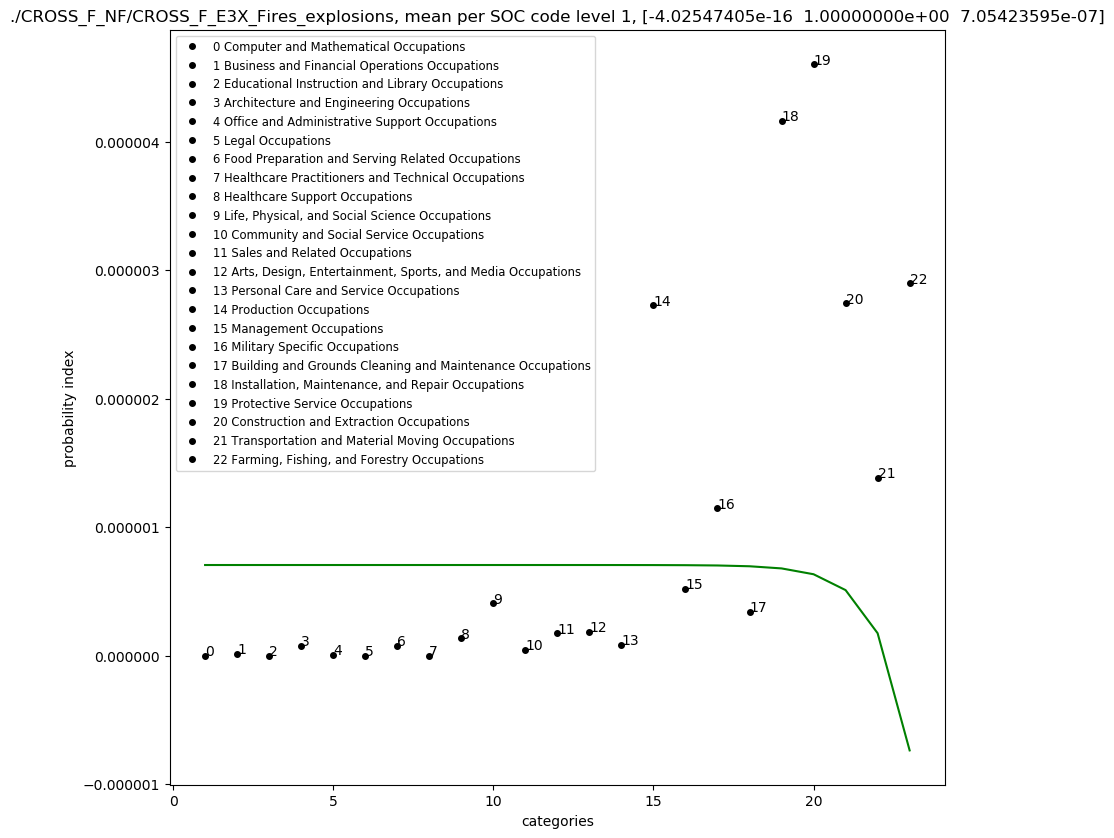 ./CROSS_F_NF/CROSS_F_E3X_Fires_explosions, mean per SOC code level 1, [-4.02547405e-16  1.00000000e+00  7.05423595e-07]
0 Computer and Mathematical Occupations
1 Business and Financial Operations Occupations
2 Educational Instruction and Library Occupations
3 Architecture and Engineering Occupations
4 Office and Administrative Support Occupations
5 Legal Occupations
6 Food Preparation and Serving Related Occupations
7 Healthcare Practitioners and Technical Occupations
8 Healthcare Support Occupations
9 Life, Physical, and Social Science Occupations
10 Community and Social Service Occupations
11 Sales and Related Occupations
12 Arts, Design, Entertainment, Sports, and Media Occupations
13 Personal Care and Service Occupations
14 Production Occupations
15 Management Occupations
16 Military Specific Occupations
17 Building and Grounds Cleaning and Maintenance Occupations
18 Installation, Maintenance, and Repair Occupations
19 Protective Service Occupations
20 Construction and Extraction Occupations
21 Transportation and Material Moving Occupations
22 Farming, Fishing, and Forestry Occupations
probability index
0.000004
0.000003
0.000002
0.000001
0.000000
−0.000001
0
1
2
3
4
5
6
7
8
9
10
11
12
13
14
15
16
17
18
19
20
21
22
0 5 10 15 20
categories